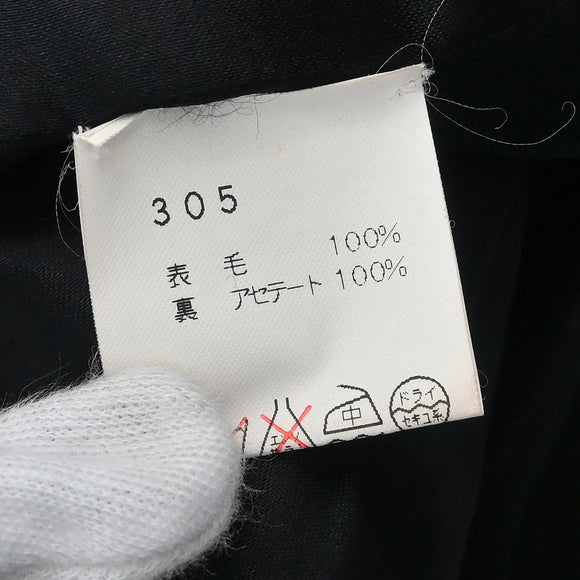 305
表 毛 100%
裏 アセテート 100%
中
ドライ
セキユ系